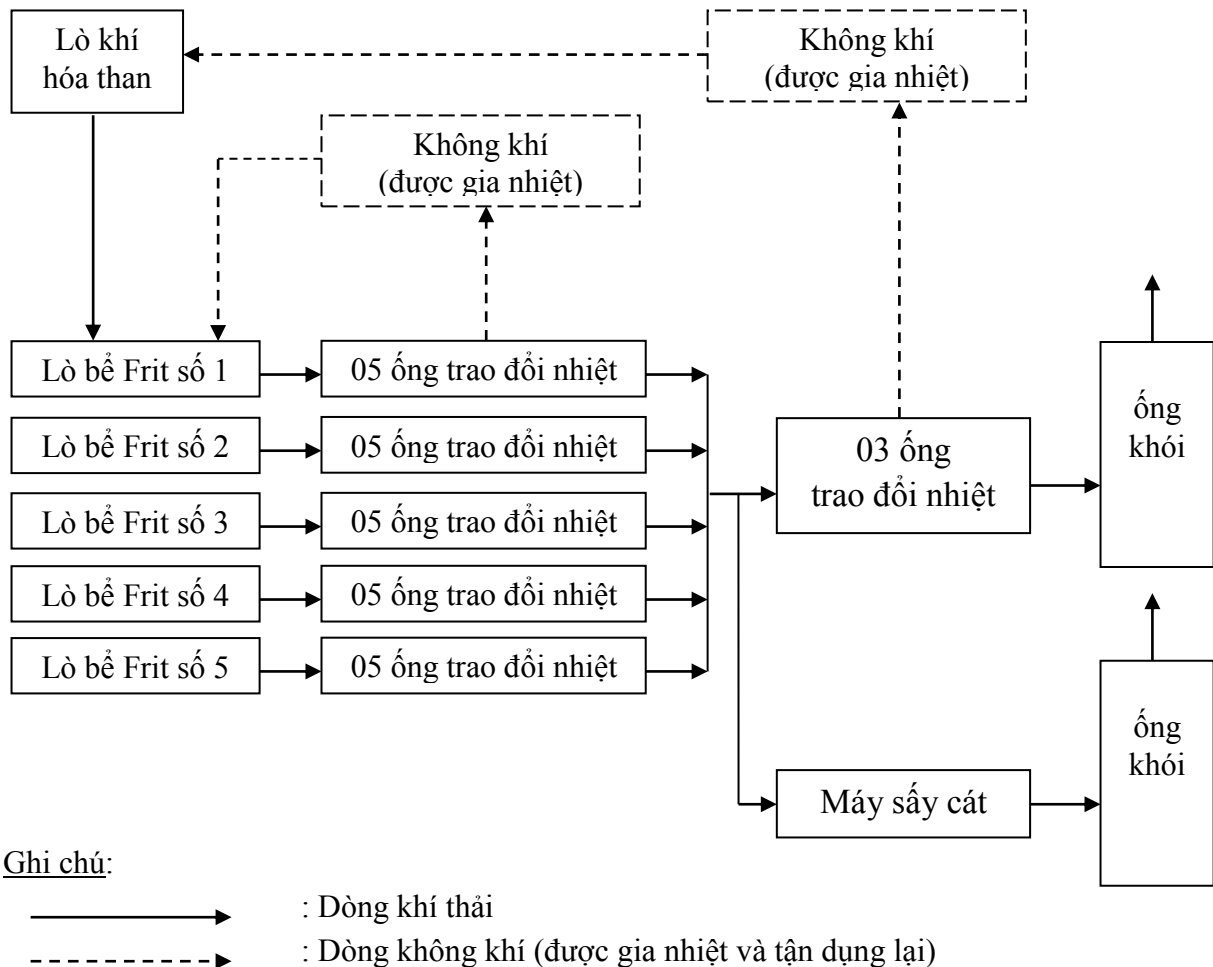 Lò khí
hóa than
Không khí
(được gia nhiệt)
Không khí
(được gia nhiệt)
Lò bể Frit số 1
05 ống trao đổi nhiệt
Lò bể Frit số 2
05 ống trao đổi nhiệt
Lò bể Frit số 3
05 ống trao đổi nhiệt
Lò bể Frit số 4
05 ống trao đổi nhiệt
Lò bể Frit số 5
05 ống trao đổi nhiệt
03 ống
trao đổi nhiệt
ống
khói
Máy sấy cát
ống
khói
Ghi chú:
: Dòng khí thải
: Dòng không khí (được gia nhiệt và tận dụng lại)